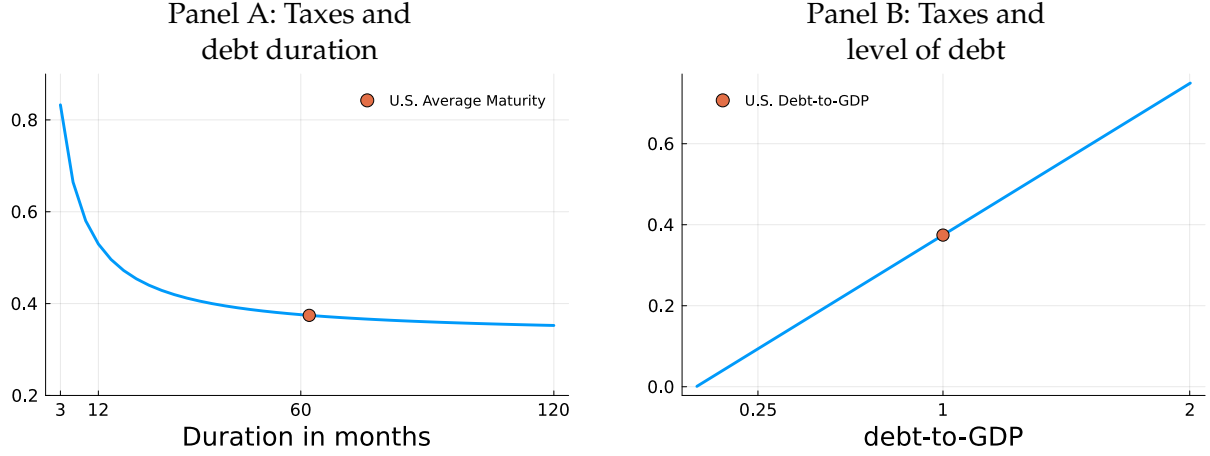 Panel A: Taxes and
debt duration
U.S. Average Maturity
0.8
0.6
0.4
0.2
3
12
60
120
Duration in months
Panel B: Taxes and
level of debt
U.S. Debt-to-GDP
0.6
0.4
0.2
0.0
0.25
1
2
debt-to-GDP